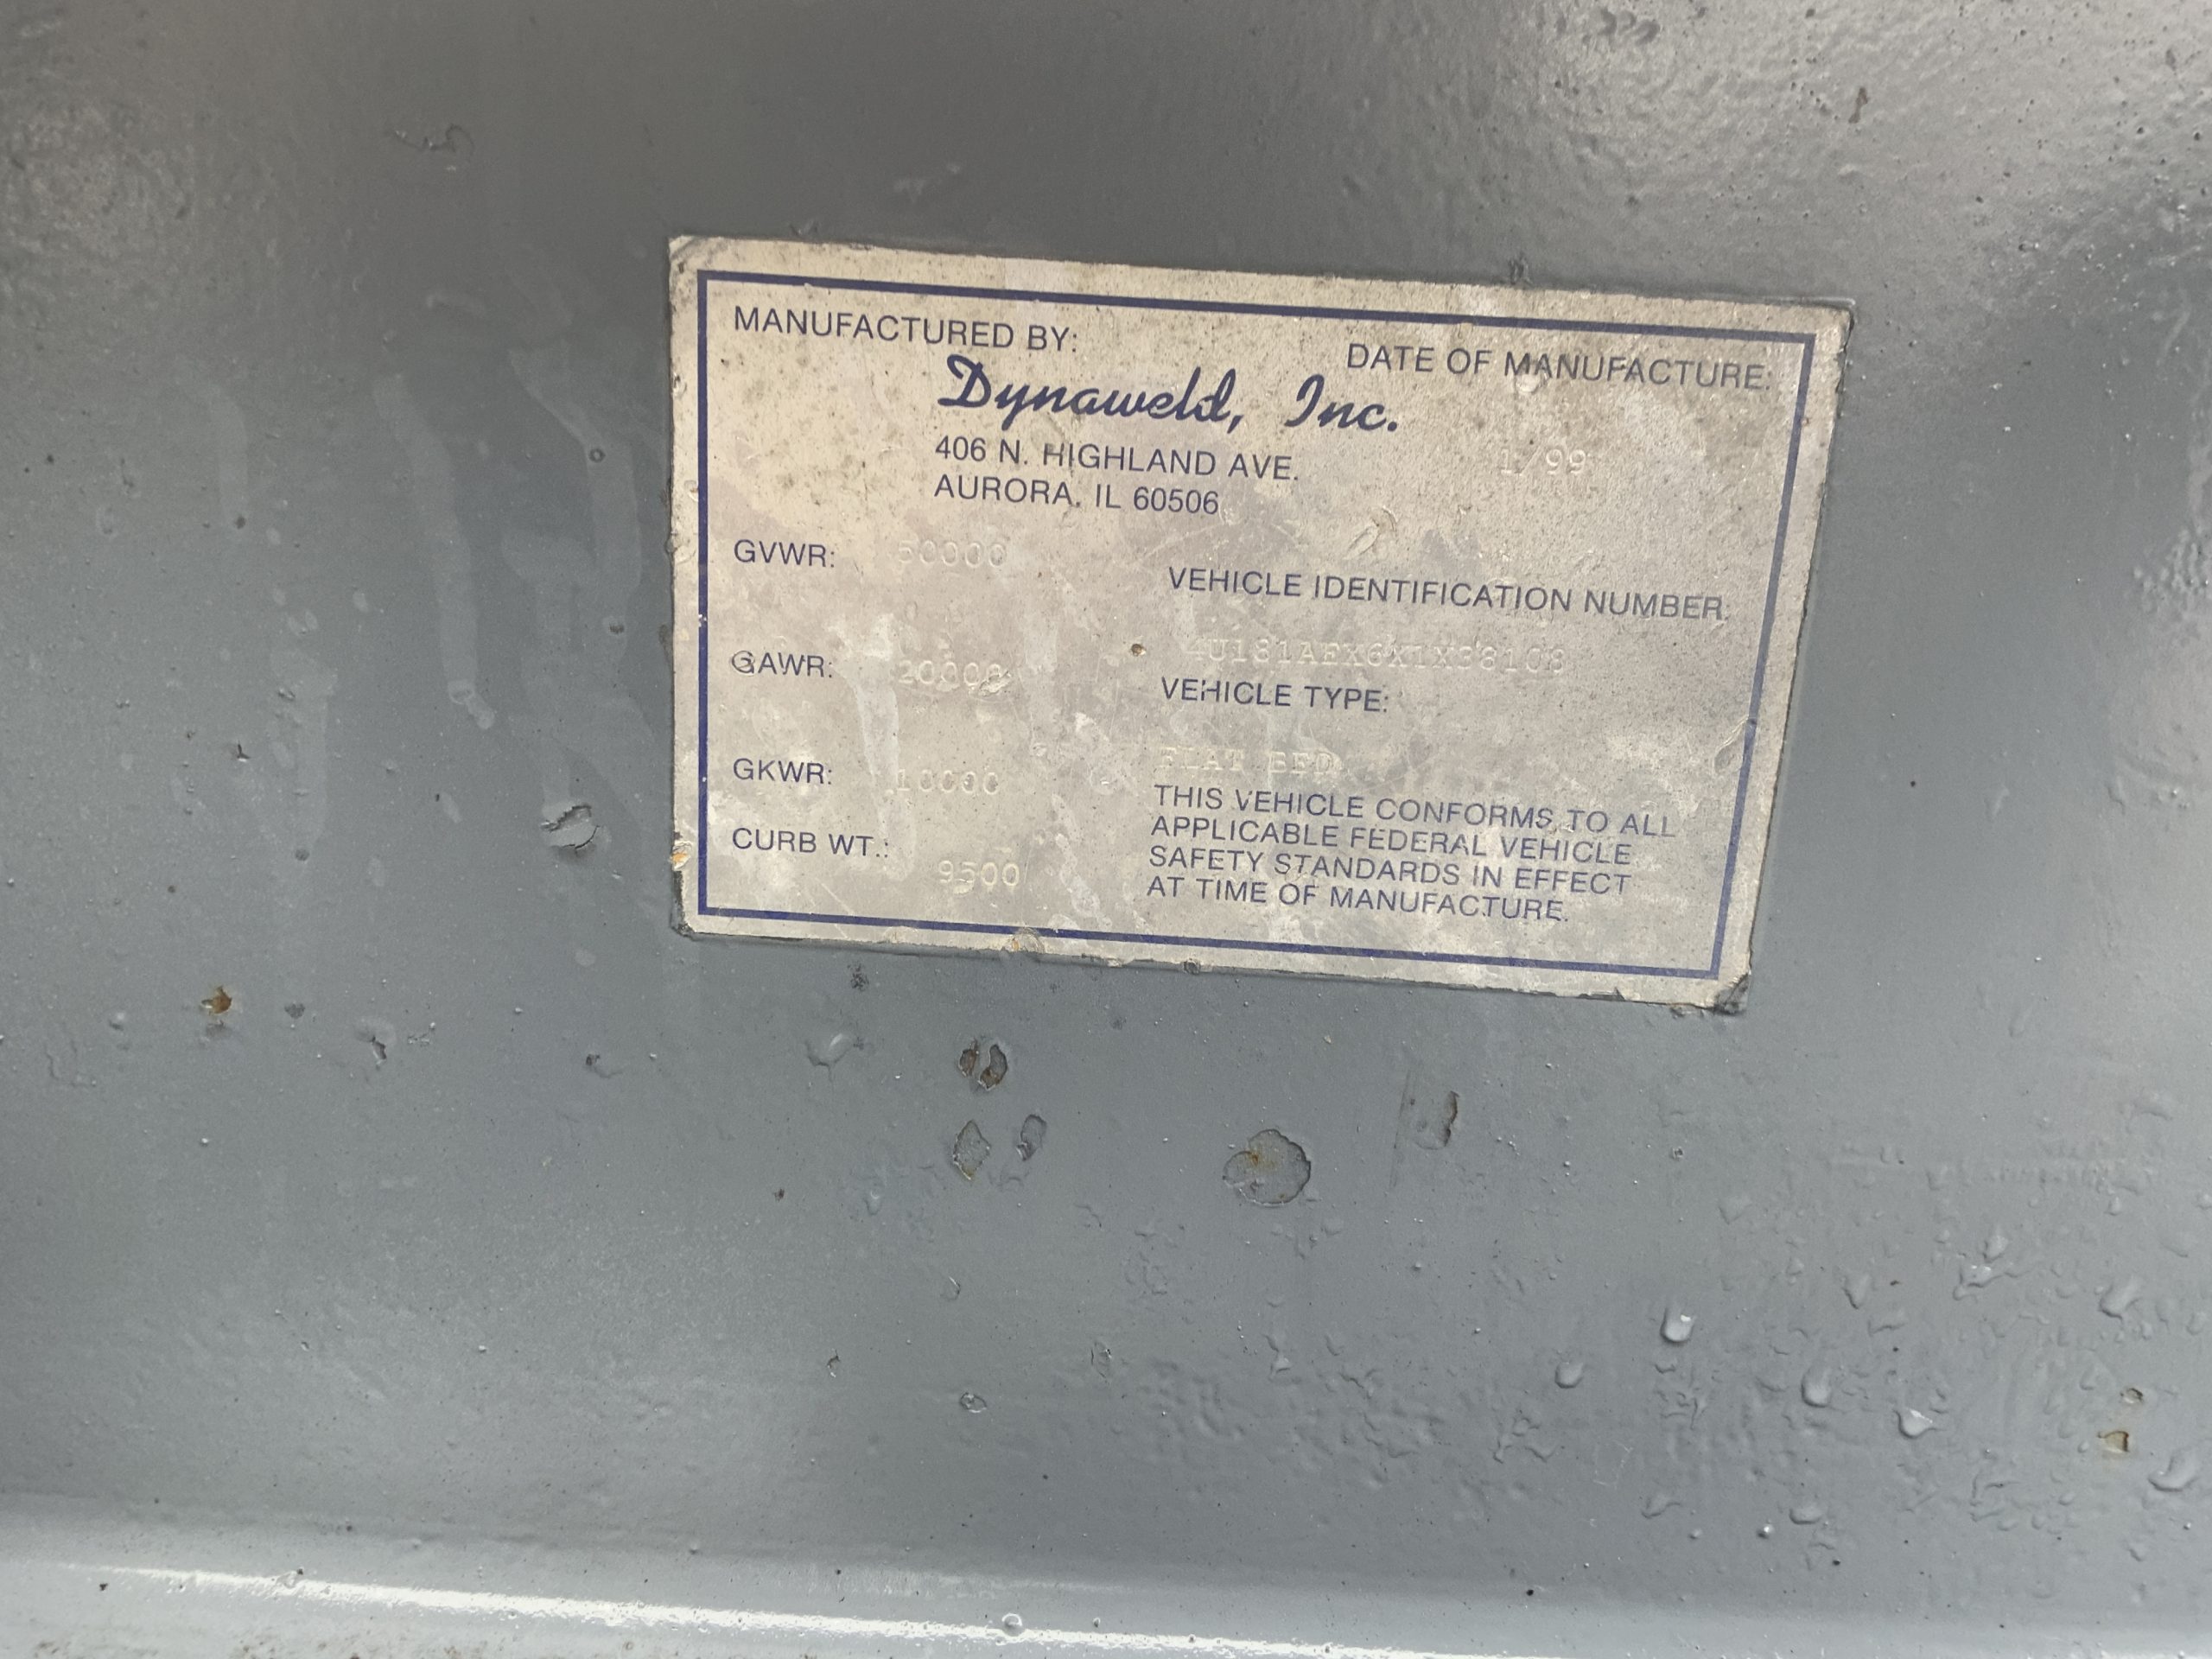 MANUFACTURED BY:
DATE OF MANUFACTURE:
Dynaweld, Inc.
406 N. HIGHLAND AVE.
1/99
AURORA, IL 60506
GVWR:
VEHICLE IDENTIFICATION NUMBER:
GAWR: 20000
VEHICLE TYPE:
FLAT BED
GKWR: 10000
THIS VEHICLE CONFORMS TO ALL
APPLICABLE FEDERAL VEHICLE
SAFETY STANDARDS IN EFFECT
AT TIME OF MANUFACTURE.
CURB WT.: 9500